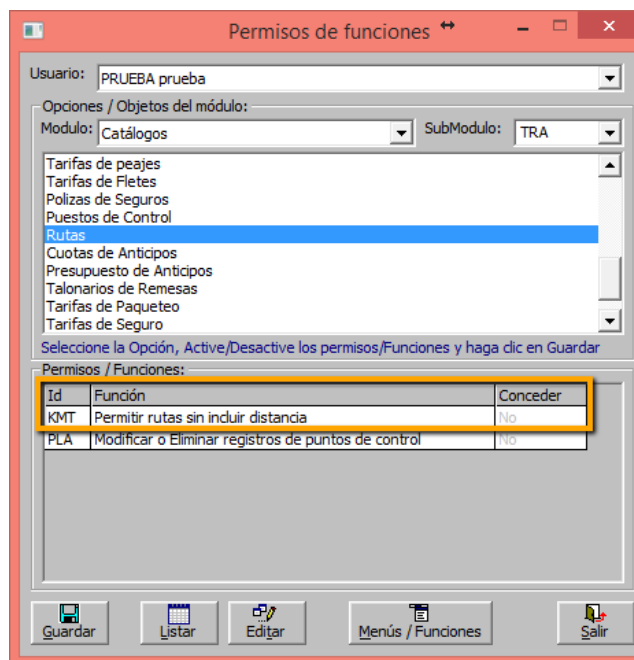 Permisos de funciones
Usuario: PRUEBA prueba
Opciones / Objetos del módulo:
Modulo: Catálogos SubModulo: TRA
Tarifas de peajes
Tarifas de Fletes
Polizas de Seguros
Puestos de Control
Rutas
Cuotas de Anticipos
Presupuesto de Anticipos
Talonarios de Remesas
Tarifas de Paqueteo
Tarifas de Seguro
Seleccione la Opción, Active/Desactive los permisos/Funciones y haga clic en Guardar
Permisos / Funciones:
Id Función Conceder
KMT Permitir rutas sin incluir distancia No
PLA Modificar o Eliminar registros de puntos de control No
Guardar Listar Editar Menús / Funciones Salir